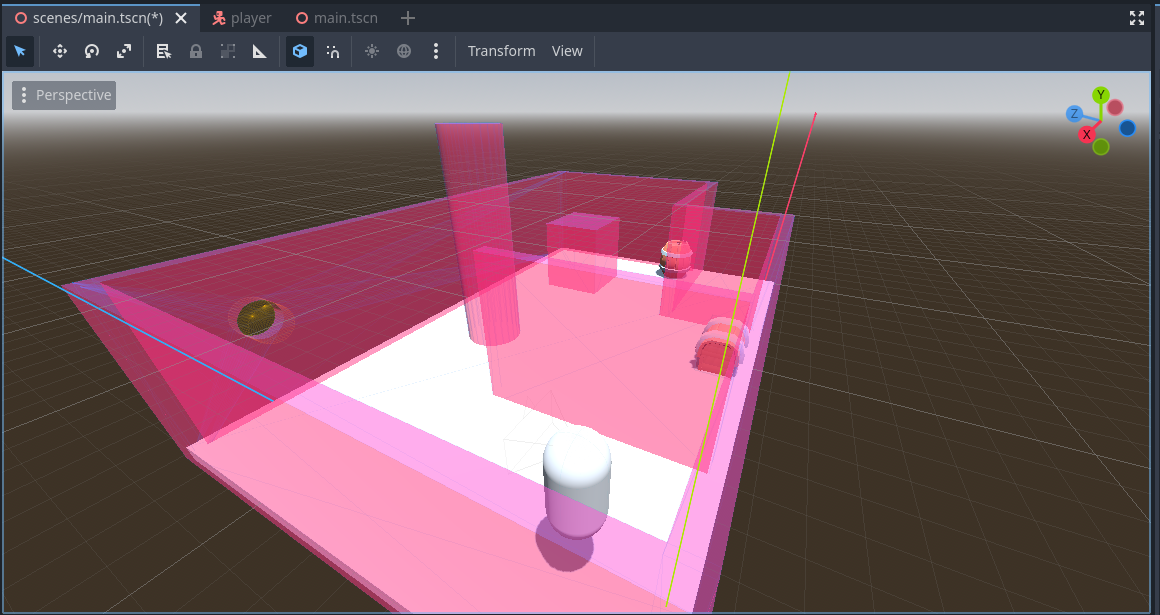 scenes/main.tscn(*)
player
main.tscn
Transform
View
Perspective
Y
Z
X